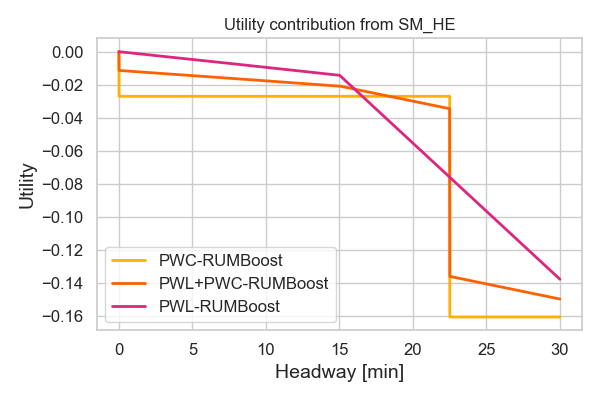 Utility contribution from SM_HE
0.00
−0.02
−0.04
−0.06
−0.08
−0.10
−0.12
−0.14
−0.16
Utility
PWC-RUMBoost
PWL+PWC-RUMBoost
PWL-RUMBoost
0 5 10 15 20 25 30
Headway [min]